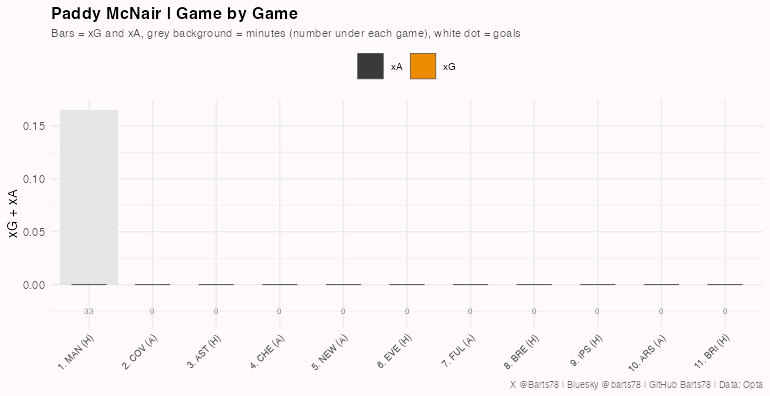 Paddy McNair | Game by Game
Bars = xG and xA, grey background = minutes (number under each game), white dot = goals
xA xG
xG + xA
0.15
0.10
0.05
0.00
33 0 0 0 0 0 0 0 0 0 0
1. MAN (H) 2. COV (A) 3. AST (H) 4. CHE (A) 5. NEW (A) 6. EVE (H) 7. FUL (A) 8. BRE (H) 9. IPS (H) 10. ARS (A) 11. BRI (H)
X @Barts78 | Bluesky @barts78 | GitHub Barts78 | Data: Opta